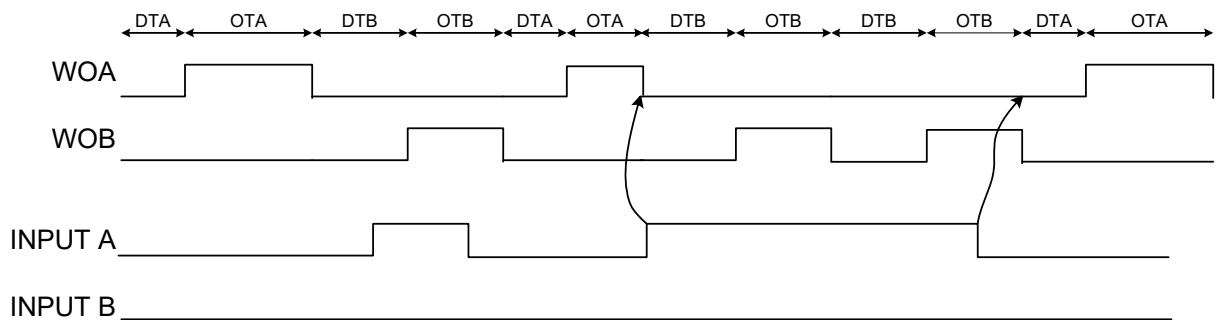 DTA OTA DTB OTB DTA OTA DTB OTB DTB OTB DTA OTA
WOA
WOB
INPUT A
INPUT B